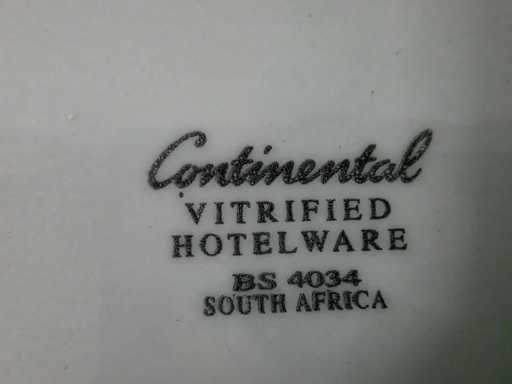 Continental
VITRIFIED
HOTELWARE
BS 4034
SOUTH AFRICA